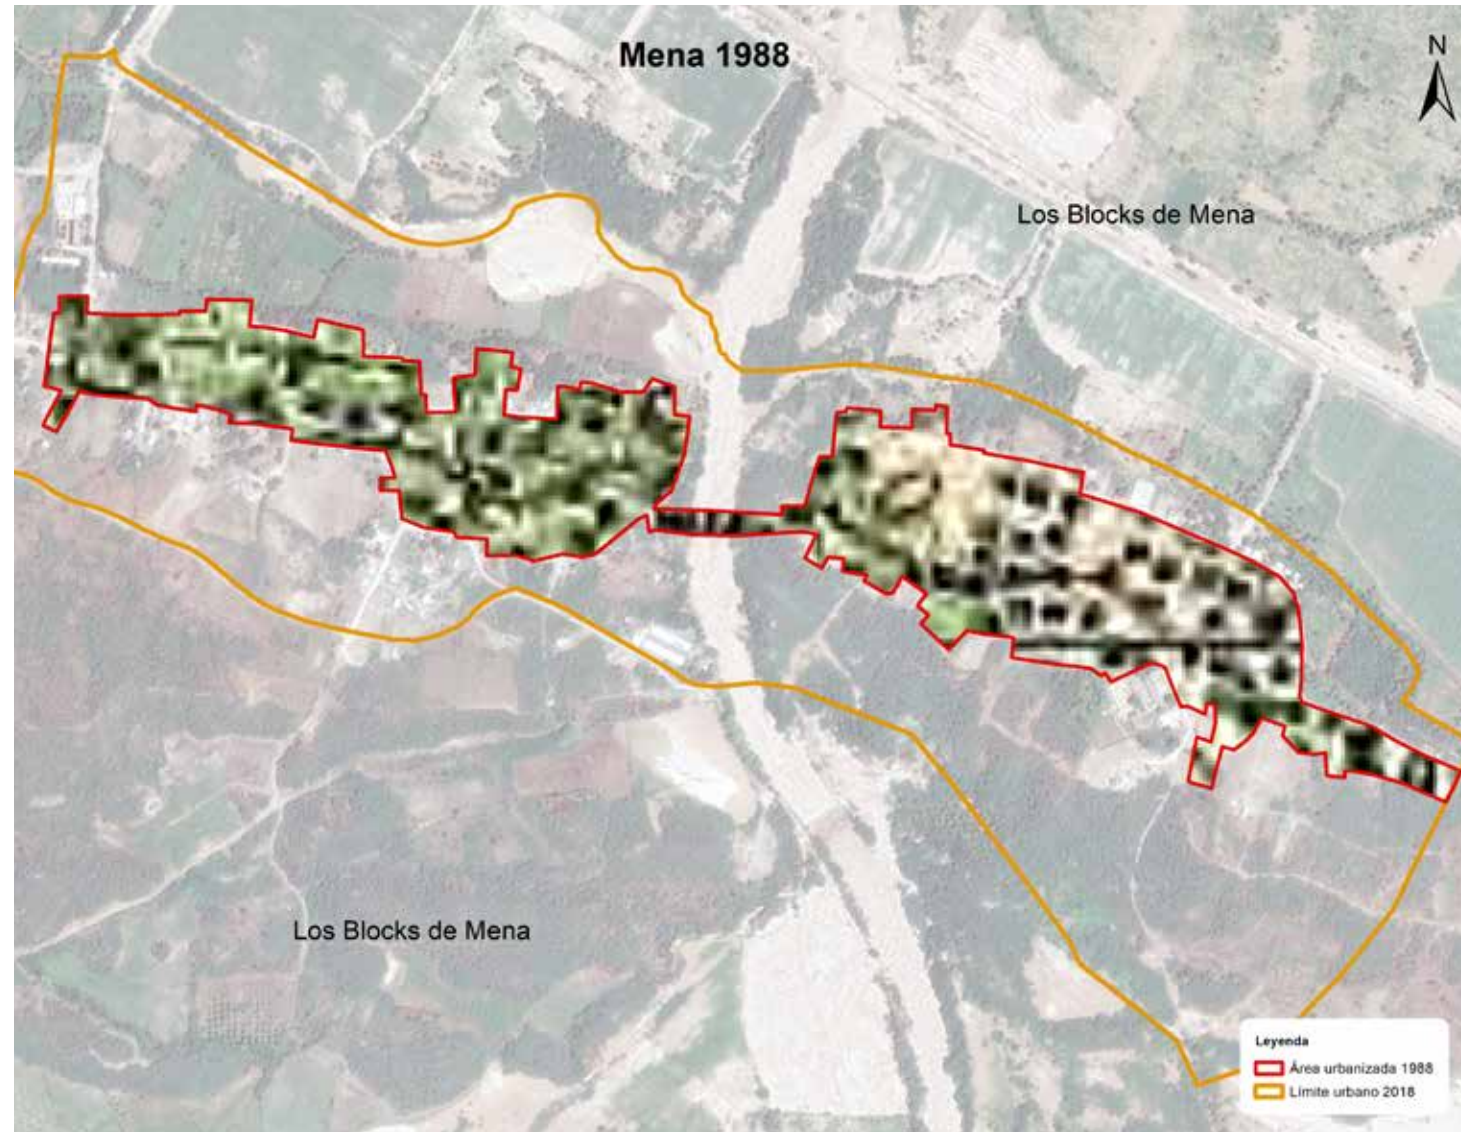 Mena 1988
N
Los Blocks de Mena
Los Blocks de Mena
Leyenda
Área urbanizada 1988
Límite urbano 2018